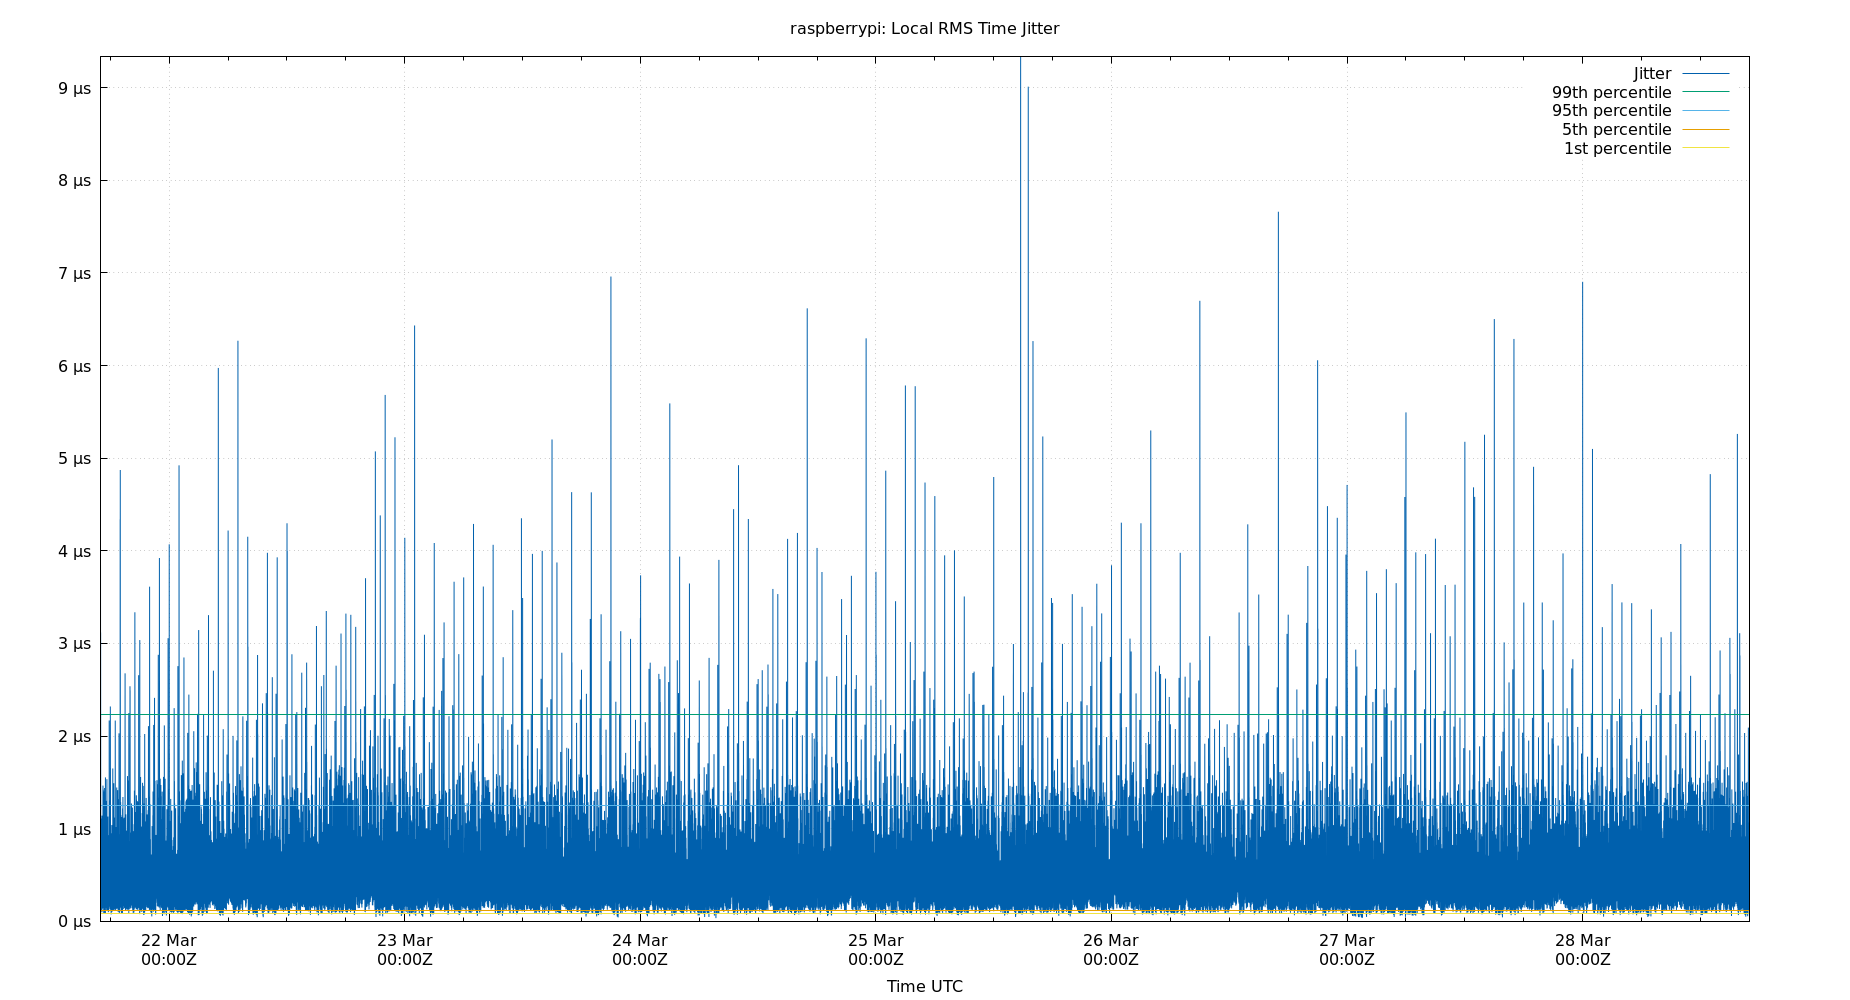 raspberrypi: Local RMS Time Jitter
9 µs
8 µs
7 µs
6 µs
5 µs
4 µs
3 µs
2 µs
1 µs
0 µs
Jitter
99th percentile
95th percentile
5th percentile
1st percentile
22 Mar
00:00Z
23 Mar
00:00Z
24 Mar
00:00Z
25 Mar
00:00Z
26 Mar
00:00Z
27 Mar
00:00Z
28 Mar
00:00Z
Time UTC